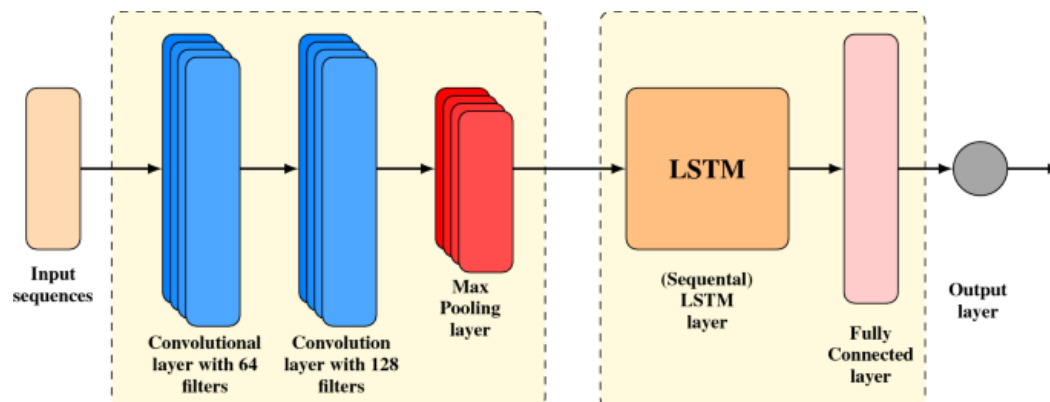 Input
sequences
Convolutional
layer with 64
filters
Convolution
layer with 128
filters
Max
Pooling
layer
LSTM
(Sequental)
LSTM
layer
Fully
Connected
layer
Output
layer